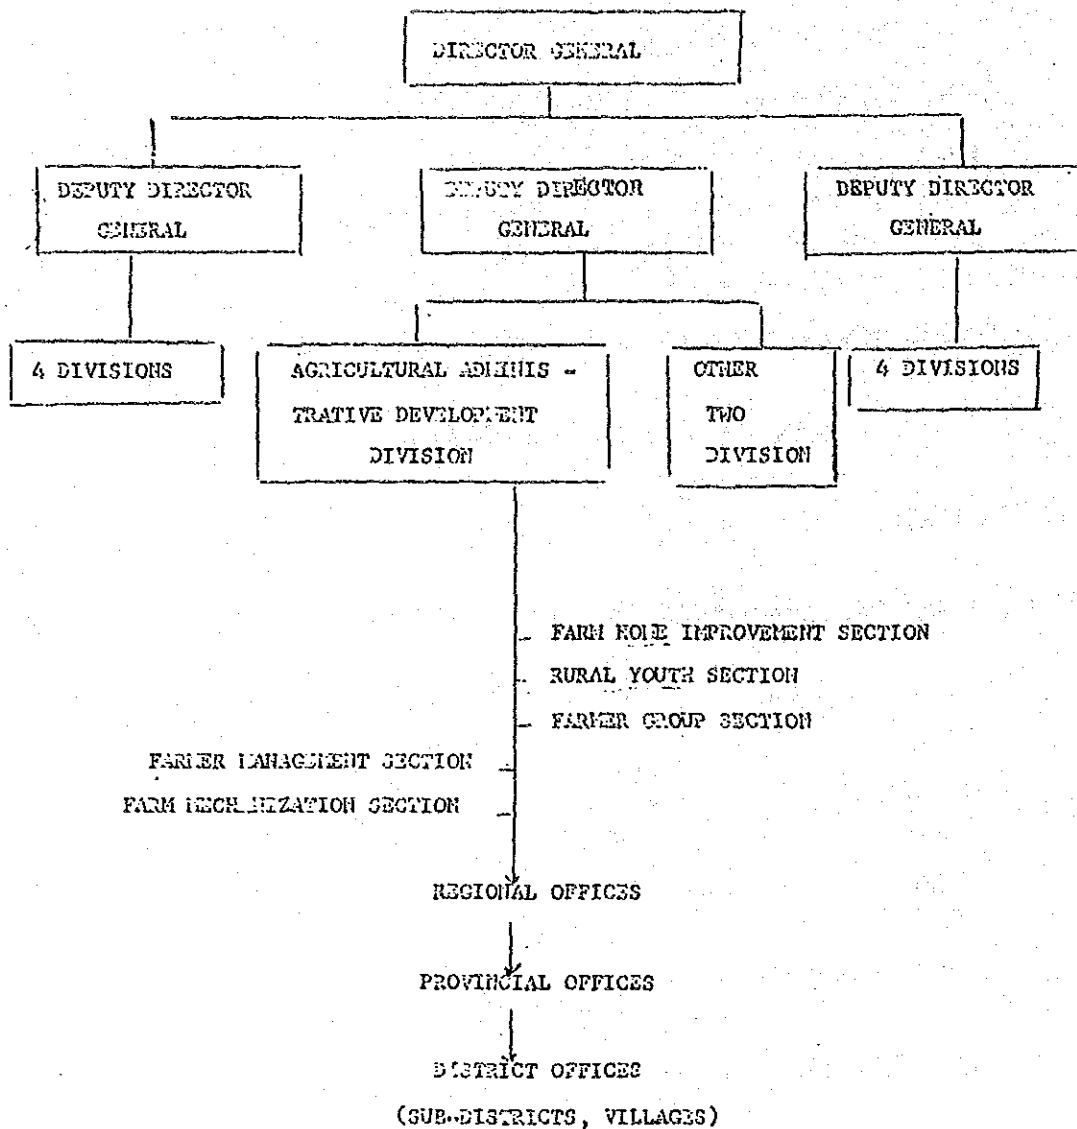 DIRECTOR GENERAL
DEPUTY DIRECTOR
GENERAL
DEPUTY DIRECTOR
GENERAL
DEPUTY DIRECTOR
GENERAL
4 DIVISIONS
AGRICULTURAL ADMINIS -
TRATIVE DEVELOPMENT
DIVISION
OTHER
TWO
DIVISION
4 DIVISIONS
FARM HOME IMPROVEMENT SECTION
RURAL YOUTH SECTION
FARMER GROUP SECTION
FARMER MANAGEMENT SECTION
FARM MECHANIZATION SECTION
REGIONAL OFFICES
PROVINCIAL OFFICES
DISTRICT OFFICES
(SUB-DISTRICTS, VILLAGES)